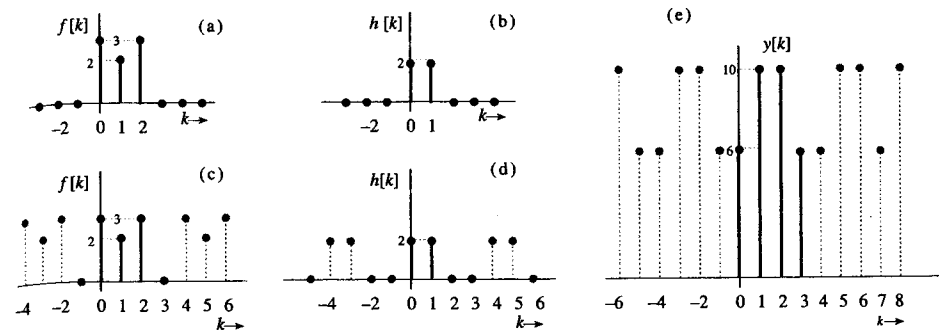 f[k]
(a)
3
2
-2
0 1 2
k→
h[k]
(b)
2
-2
0 1
k→
(e)
y[k]
10
6
-6 -4 -2 0 1 2 3 4 5 6 7 8
k→
f[k]
(c)
3
2
-4 -2 0 1 2 4 5 6
k→
h[k]
(d)
2
-4 -2 0 1 2 3 4 5 6
k→